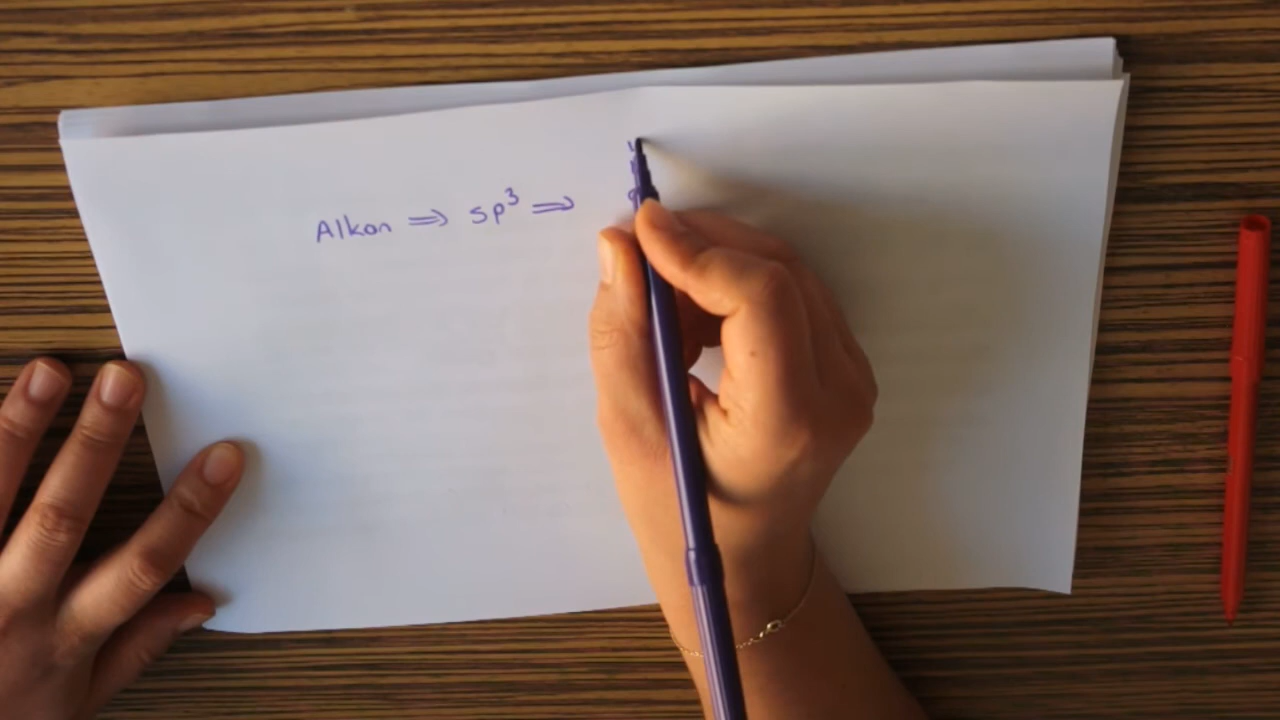 Alkan ⇒ sp³ ⇒